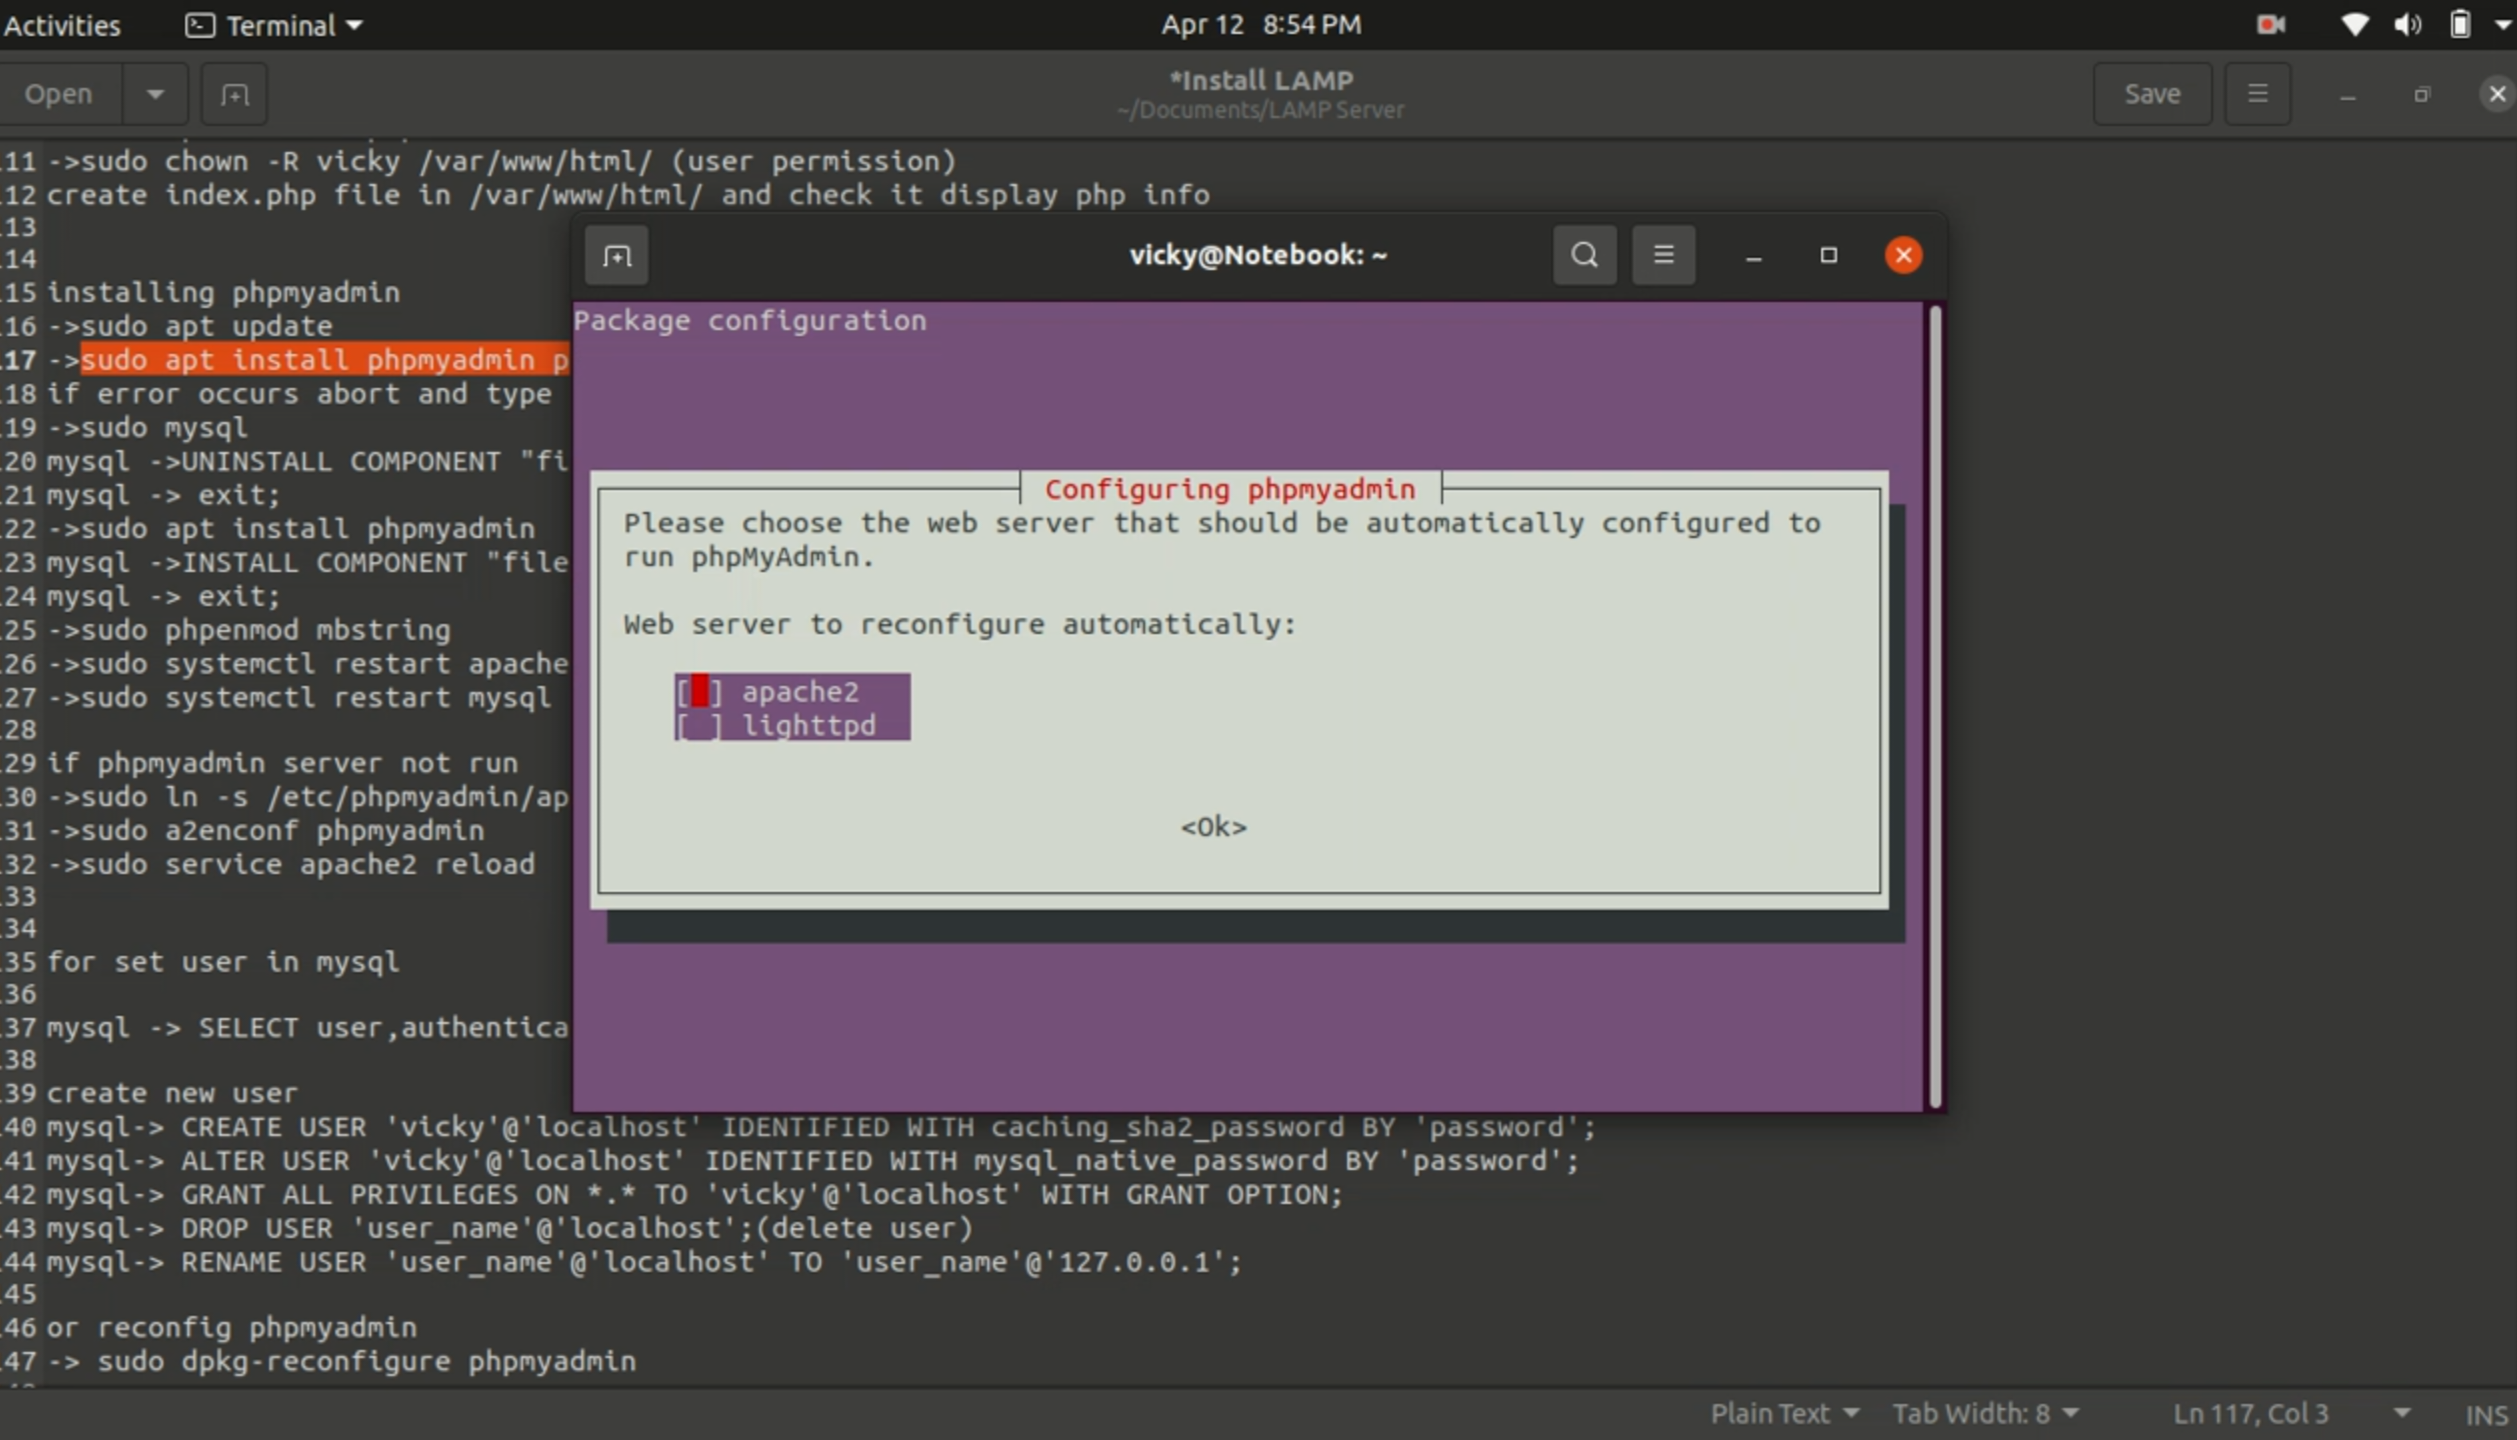 Activities Terminal Apr 12 8:54 PM
Open *Install LAMP Save
~/Documents/LAMP Server
11 ->sudo chown -R vicky /var/www/html/ (user permission)
12 create index.php file in /var/www/html/ and check it display php info
13
14
15 installing phpmyadmin
16 ->sudo apt update
17 ->sudo apt install phpmyadmin p
18 if error occurs abort and type
19 ->sudo mysql
20 mysql ->UNINSTALL COMPONENT "fi
21 mysql -> exit;
22 ->sudo apt install phpmyadmin
23 mysql ->INSTALL COMPONENT "file
24 mysql -> exit;
25 ->sudo phpenmod mbstring
26 ->sudo systemctl restart apache
27 ->sudo systemctl restart mysql
28
29 if phpmyadmin server not run
30 ->sudo ln -s /etc/phpmyadmin/ap
31 ->sudo a2enconf phpmyadmin
32 ->sudo service apache2 reload
33
34
35 for set user in mysql
36
37 mysql -> SELECT user,authentica
38
39 create new user
40 mysql-> CREATE USER 'vicky'@'localhost' IDENTIFIED WITH caching_sha2_password BY 'password';
41 mysql-> ALTER USER 'vicky'@'localhost' IDENTIFIED WITH mysql_native_password BY 'password';
42 mysql-> GRANT ALL PRIVILEGES ON *.* TO 'vicky'@'localhost' WITH GRANT OPTION;
43 mysql-> DROP USER 'user_name'@'localhost';(delete user)
44 mysql-> RENAME USER 'user_name'@'localhost' TO 'user_name'@'127.0.0.1';
45
46 or reconfig phpmyadmin
47 -> sudo dpkg-reconfigure phpmyadmin
vicky@Notebook: ~
Package configuration
Configuring phpmyadmin
Please choose the web server that should be automatically configured to
run phpMyAdmin.
Web server to reconfigure automatically:
[ ] apache2
[ ] lighttpd
<Ok>
Plain Text Tab Width: 8 Ln 117, Col 3 INS